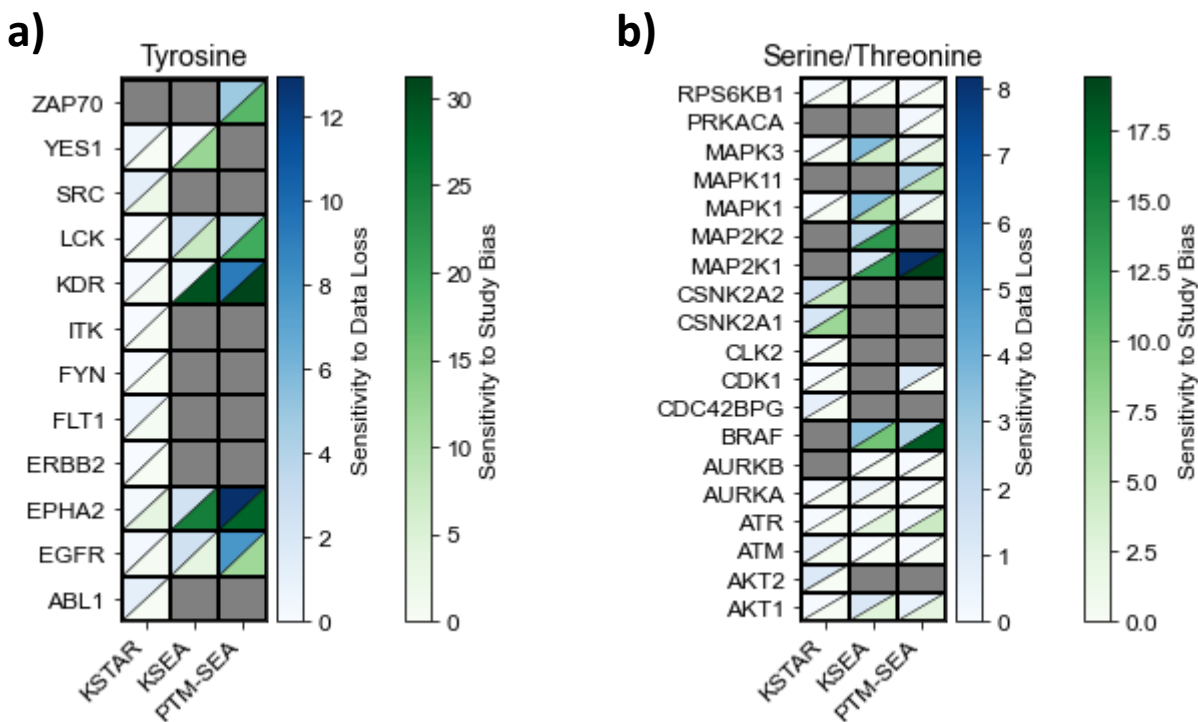 a)
Tyrosine
ZAP70
YES1
SRC
LCK
KDR
ITK
FYN
FLT1
ERBB2
EPHA2
EGFR
ABL1
KSTAR
KSEA
PTM-SEA
12
10
8
6
4
2
0
Sensitivity to Data Loss
30
25
20
15
10
5
0
Sensitivity to Study Bias
b)
Serine/Threonine
RPS6KB1
PRKACA
MAPK3
MAPK11
MAPK1
MAP2K2
MAP2K1
CSNK2A2
CSNK2A1
CLK2
CDK1
CDC42BPG
BRAF
AURKB
AURKA
ATR
ATM
AKT2
AKT1
KSTAR
KSEA
PTM-SEA
8
7
6
5
4
3
2
1
0
Sensitivity to Data Loss
17.5
15.0
12.5
10.0
7.5
5.0
2.5
0.0
Sensitivity to Study Bias